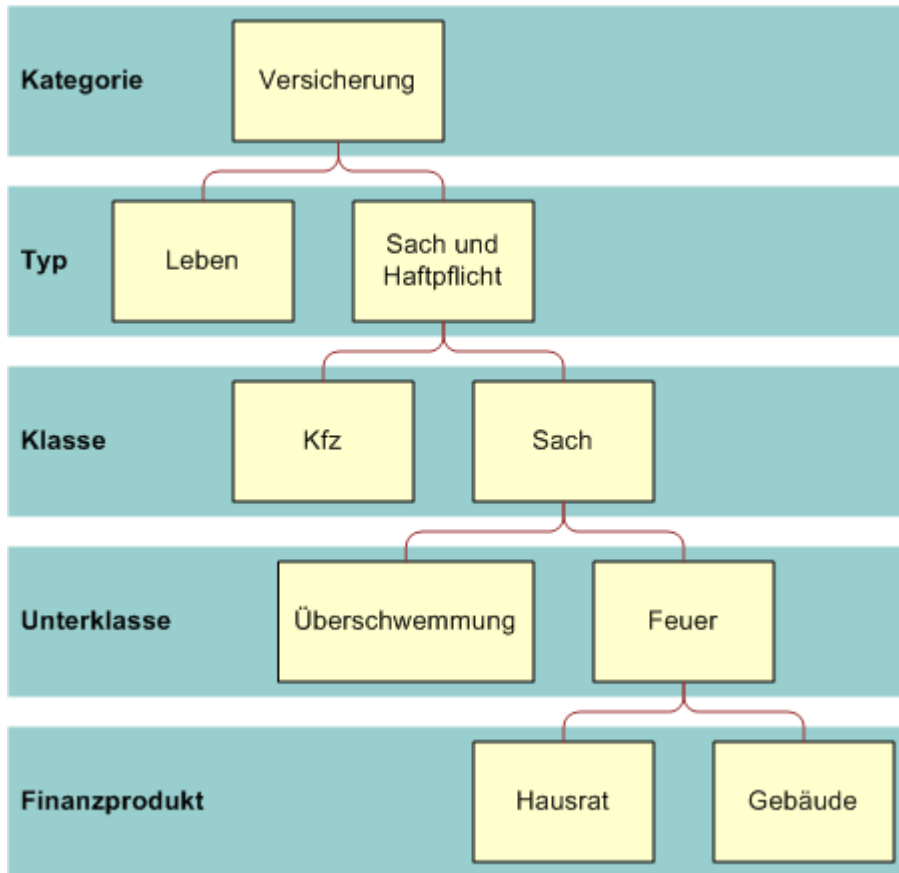 Kategorie
Versicherung
Typ
Leben
Sach und
Haftpflicht
Klasse
Kfz
Sach
Unterklasse
Überschwemmung
Feuer
Finanzprodukt
Hausrat
Gebäude